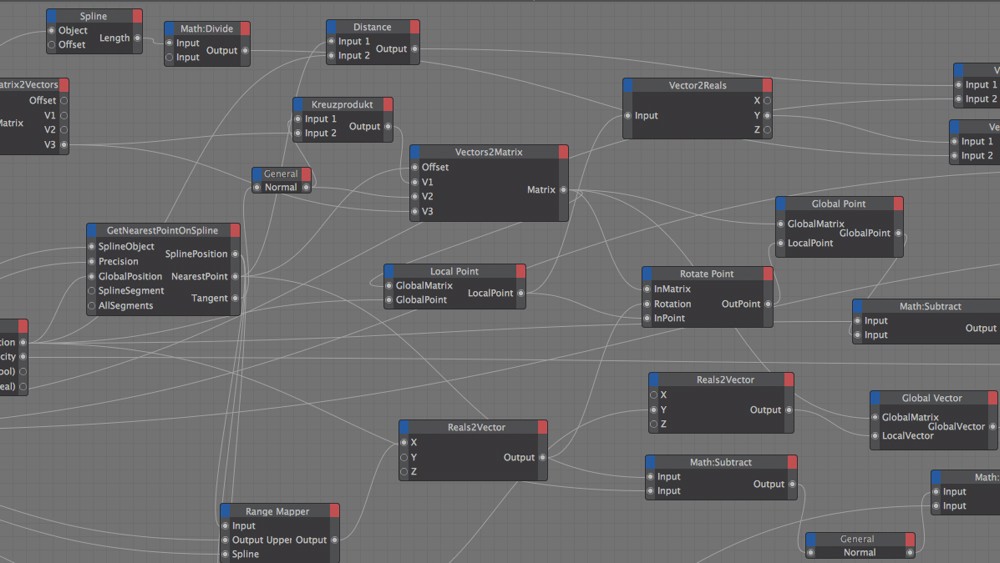 Spline
Object
Offset
Length
Math:Divide
Input
Input
Output
Distance
Input 1
Input 2
Output
atrix2Vectors
Matrix
Offset
V1
V2
V3
Kreuzprodukt
Input 1
Input 2
Output
Vector2Reals
Input
X
Y
Z
V
Input 1
Input 2
Ve
Input 1
Input 2
General
Normal
Vectors2Matrix
Offset
V1
V2
V3
Matrix
Global Point
GlobalMatrix
LocalPoint
GlobalPoint
GetNearestPointOnSpline
SplineObject
Precision
GlobalPosition
SplineSegment
AllSegments
SplinePosition
NearestPoint
Tangent
Local Point
GlobalMatrix
GlobalPoint
LocalPoint
Rotate Point
InMatrix
Rotation
InPoint
OutPoint
Math:Subtract
Input
Input
Output
tion
city
ool)
eal)
Reals2Vector
X
Y
Z
Output
Reals2Vector
X
Y
Z
Output
Global Vector
GlobalMatrix
LocalVector
GlobalVector
Math:Subtract
Input
Input
Output
Math:
Input
Input
Range Mapper
Input
Output Upper
Spline
Output
General
Normal